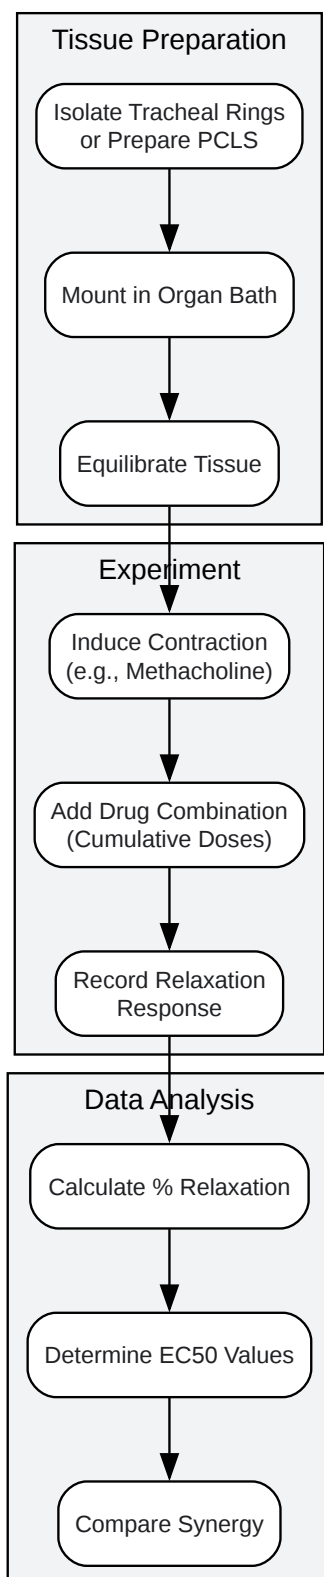 Tissue Preparation
Isolate Tracheal Rings
or Prepare PCLS
Mount in Organ Bath
Equilibrate Tissue
Experiment
Induce Contraction
(e.g., Methacholine)
Add Drug Combination
(Cumulative Doses)
Record Relaxation
Response
Data Analysis
Calculate % Relaxation
Determine EC50 Values
Compare Synergy